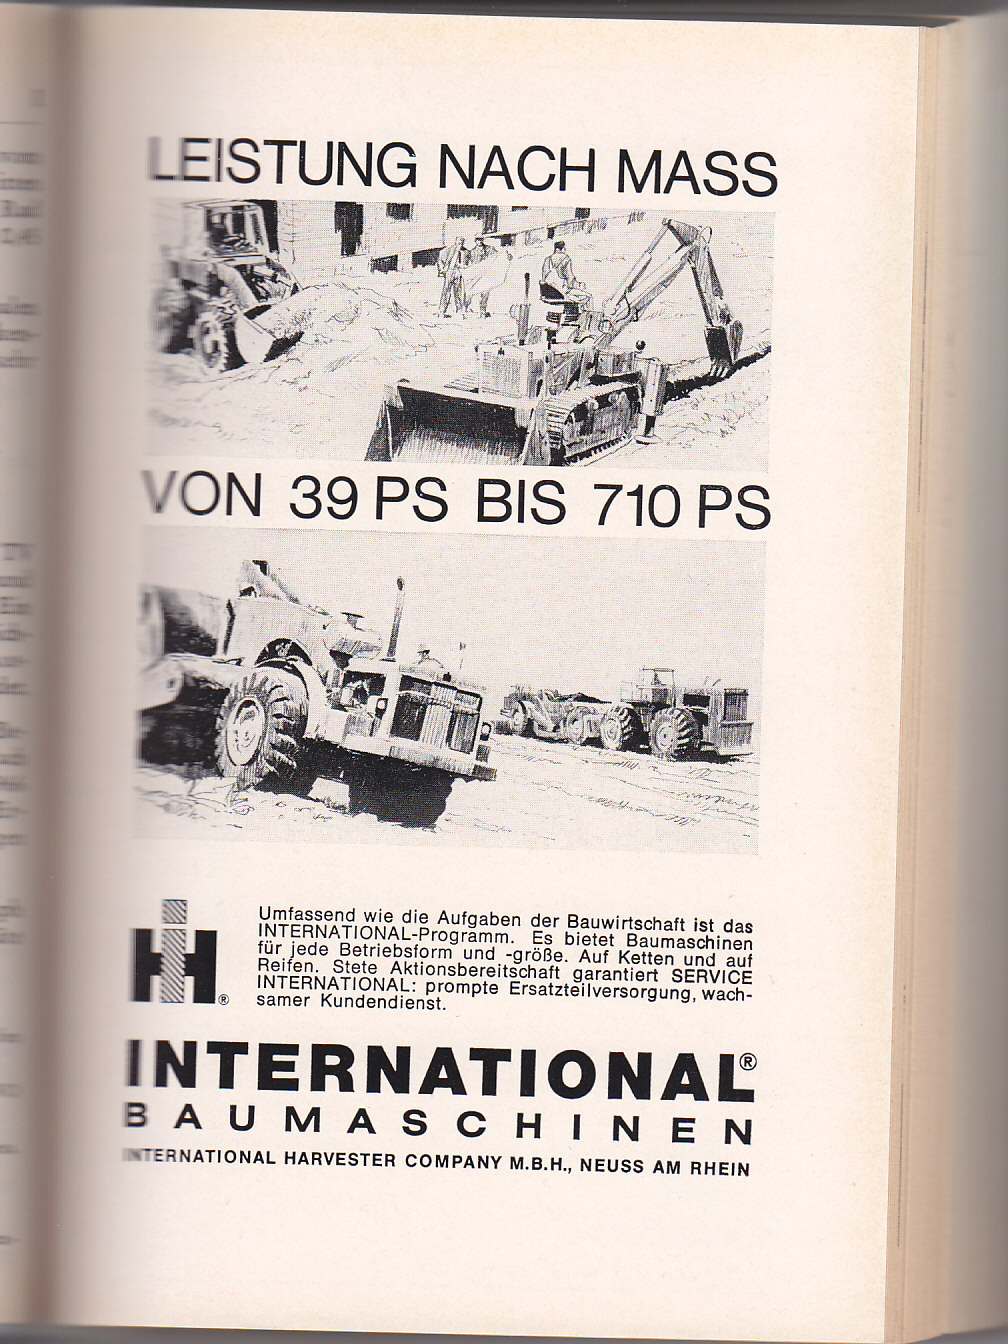 LEISTUNG NACH MASS
VON 39 PS BIS 710 PS
Umfassend wie die Aufgaben der Bauwirtschaft ist das
INTERNATIONAL-Programm. Es bietet Baumaschinen
für jede Betriebsform und -größe. Auf Ketten und auf
Reifen. Stete Aktionsbereitschaft garantiert SERVICE
INTERNATIONAL: prompte Ersatzteilversorgung, wach-
samer Kundendienst.
IH®
INTERNATIONAL®
BAUMASCHINEN
INTERNATIONAL HARVESTER COMPANY M.B.H., NEUSS AM RHEIN